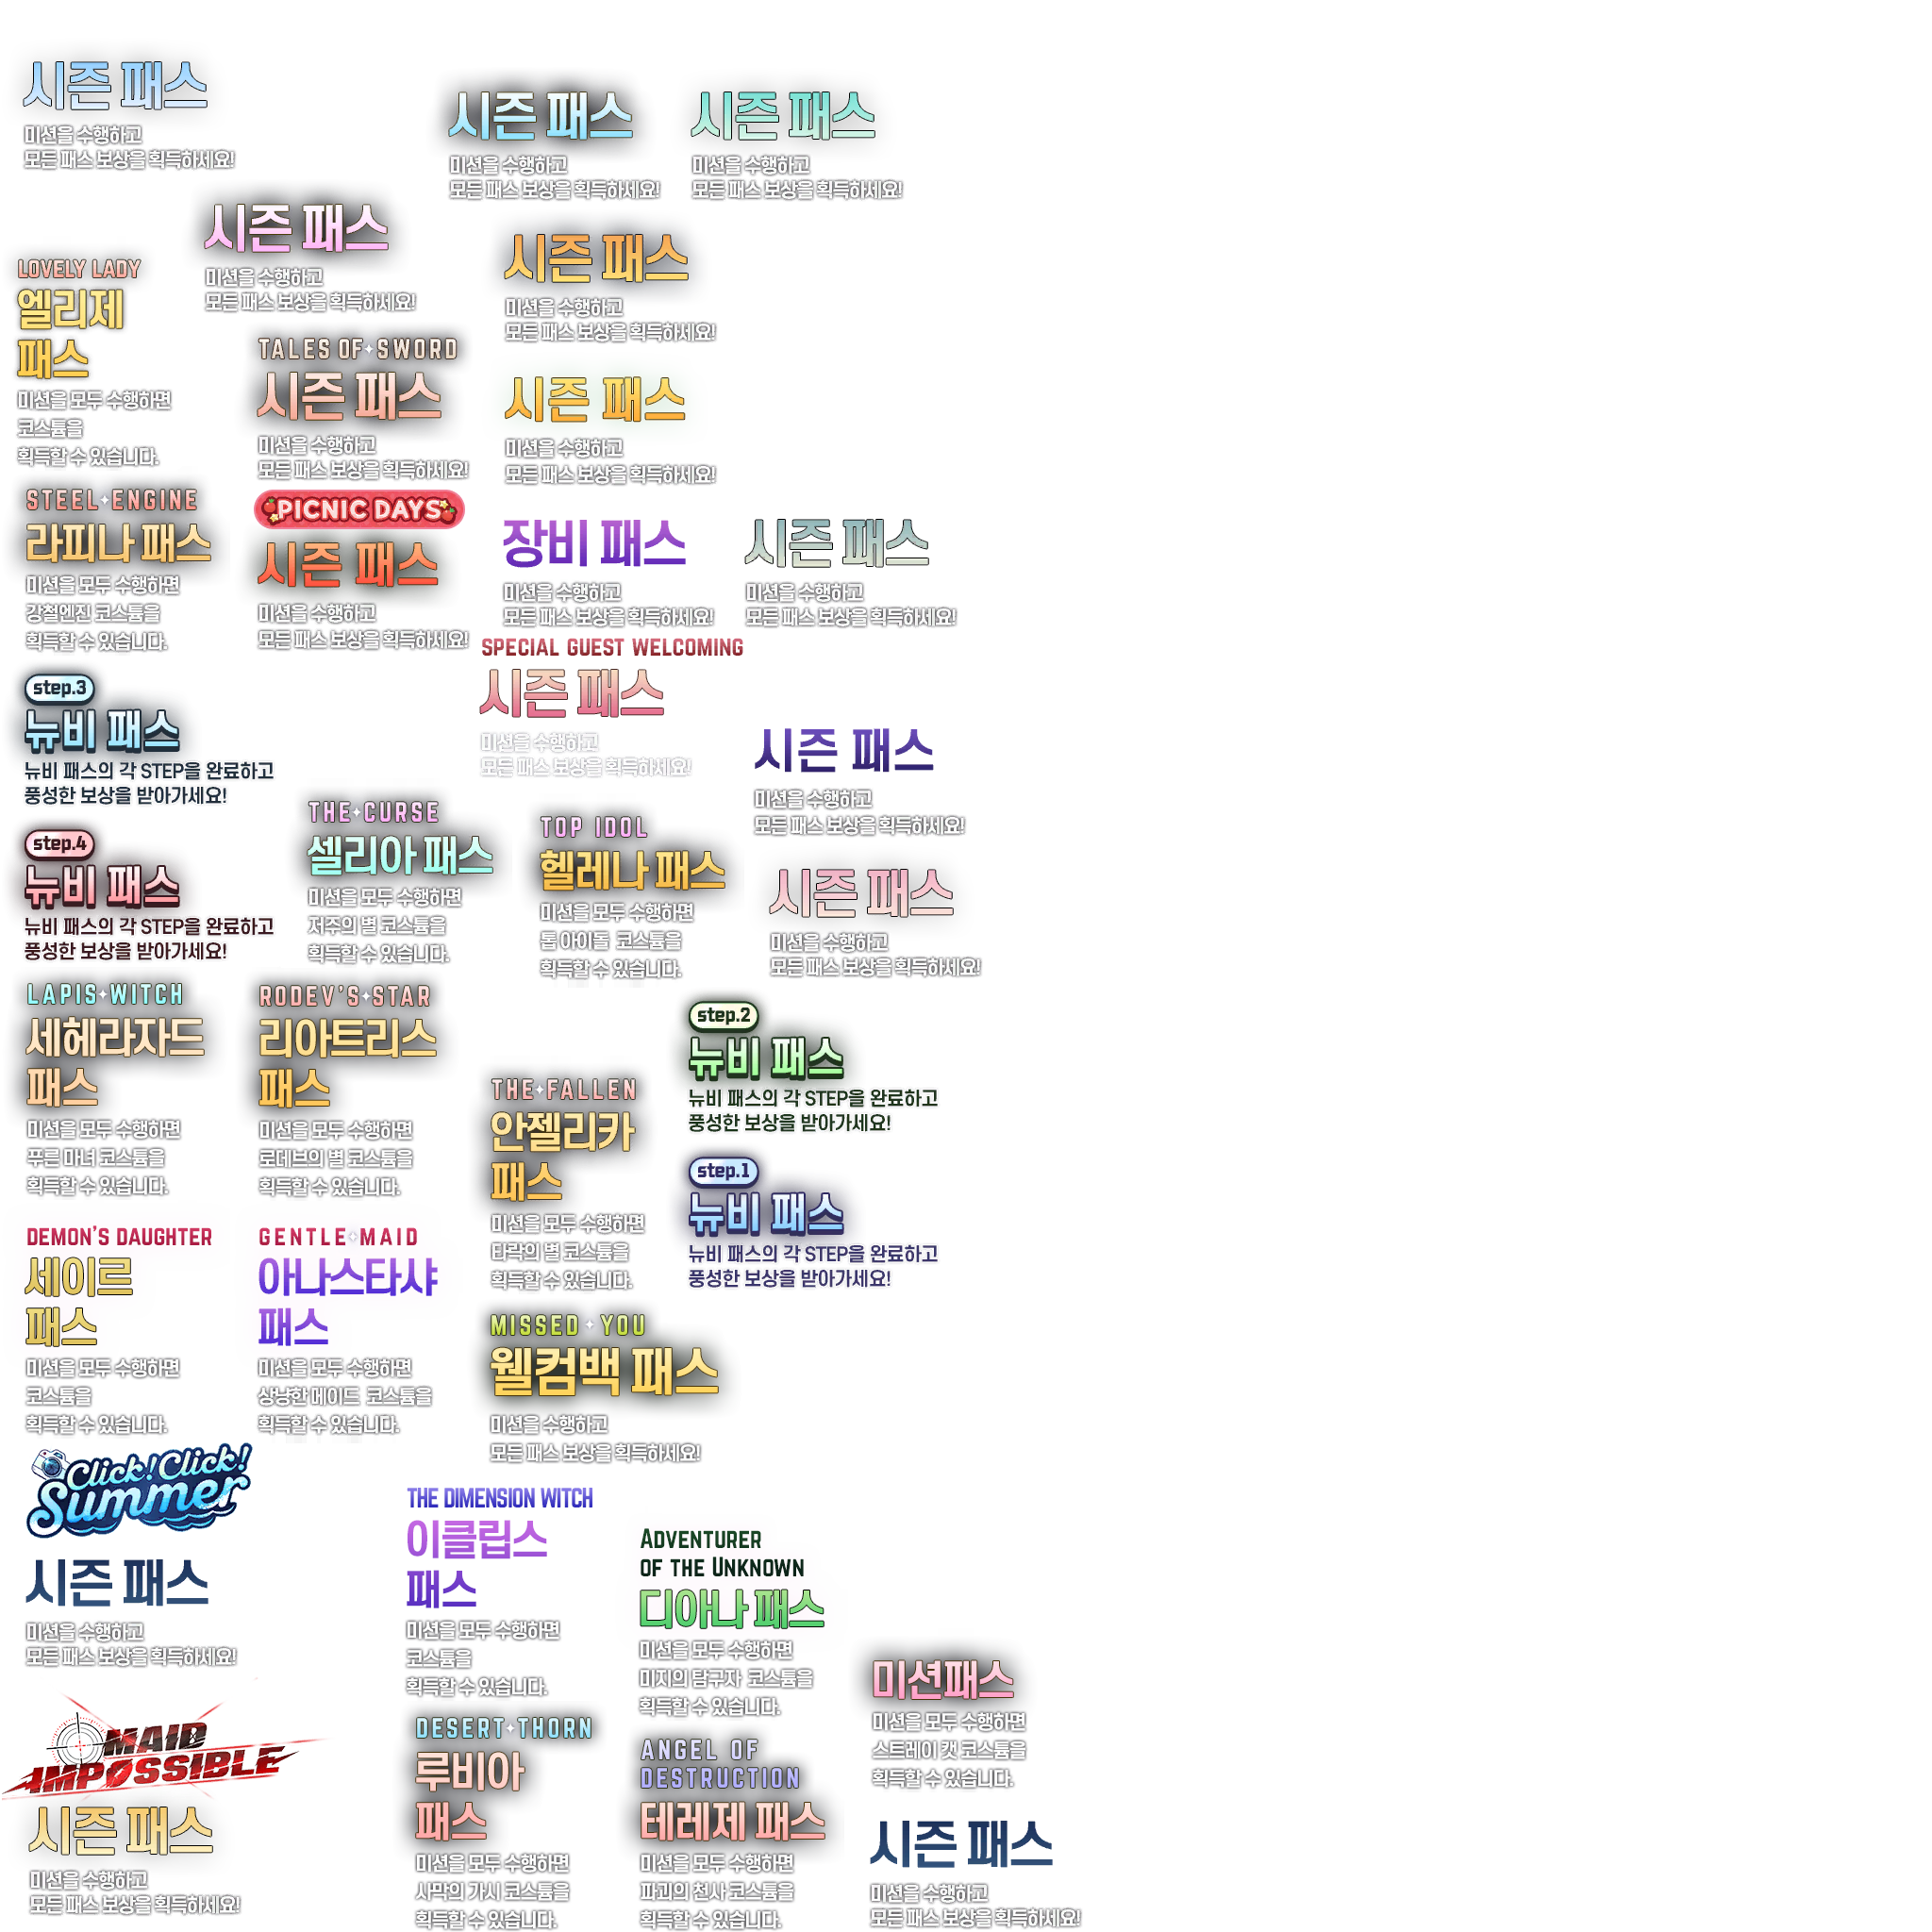 시즌 패스
미션을 수행하고
모든 패스 보상을 획득하세요!
시즌 패스
미션을 수행하고
모든 패스 보상을 획득하세요!
시즌 패스
미션을 수행하고
모든 패스 보상을 획득하세요!
시즌 패스
미션을 수행하고
모든 패스 보상을 획득하세요!
시즌 패스
미션을 수행하고
모든 패스 보상을 획득하세요!
LOVELY LADY
엘리제
패스
미션을 모두 수행하면
코스튬을
획득할 수 있습니다.
TALES OF SWORD
시즌 패스
미션을 수행하고
모든 패스 보상을 획득하세요!
시즌 패스
미션을 수행하고
모든 패스 보상을 획득하세요!
STEEL ENGINE
라피나 패스
미션을 모두 수행하면
강철엔진 코스튬을
획득할 수 있습니다.
PICNIC DAYS
시즌 패스
미션을 수행하고
모든 패스 보상을 획득하세요!
장비 패스
미션을 수행하고
모든 패스 보상을 획득하세요!
시즌 패스
미션을 수행하고
모든 패스 보상을 획득하세요!
SPECIAL GUEST WELCOMING
시즌 패스
미션을 수행하고
모든 패스 보상을 획득하세요!
step.3
뉴비 패스
뉴비 패스의 각 STEP을 완료하고
풍성한 보상을 받아가세요!
시즌 패스
미션을 수행하고
모든 패스 보상을 획득하세요!
step.4
뉴비 패스
뉴비 패스의 각 STEP을 완료하고
풍성한 보상을 받아가세요!
THE CURSE
셀리아 패스
미션을 모두 수행하면
저주의 별 코스튬을
획득할 수 있습니다.
TOP IDOL
헬레나 패스
미션을 모두 수행하면
톱 아이돌 코스튬을
획득할 수 있습니다.
시즌 패스
미션을 수행하고
모든 패스 보상을 획득하세요!
LAPIS WITCH
세헤라자드
패스
미션을 모두 수행하면
푸른 마녀 코스튬을
획득할 수 있습니다.
RODEV'S STAR
리아트리스
패스
미션을 모두 수행하면
로데브의 별 코스튬을
획득할 수 있습니다.
THE FALLEN
안젤리카
패스
미션을 모두 수행하면
타락의 별 코스튬을
획득할 수 있습니다.
step.2
뉴비 패스
뉴비 패스의 각 STEP을 완료하고
풍성한 보상을 받아가세요!
step.1
뉴비 패스
뉴비 패스의 각 STEP을 완료하고
풍성한 보상을 받아가세요!
DEMON'S DAUGHTER
세이르
패스
미션을 모두 수행하면
코스튬을
획득할 수 있습니다.
GENTLE MAID
아나스타샤
패스
미션을 모두 수행하면
상냥한 메이드 코스튬을
획득할 수 있습니다.
MISSED YOU
웰컴백 패스
미션을 수행하고
모든 패스 보상을 획득하세요!
Click! Click!
Summer
시즌 패스
미션을 수행하고
모든 패스 보상을 획득하세요!
THE DIMENSION WITCH
이클립스
패스
미션을 모두 수행하면
코스튬을
획득할 수 있습니다.
ADVENTURER
OF THE UNKNOWN
디아나 패스
미션을 모두 수행하면
미지의 탐구자 코스튬을
획득할 수 있습니다.
미션패스
미션을 모두 수행하면
스트레이 캣 코스튬을
획득할 수 있습니다.
MAID
IMPOSSIBLE
시즌 패스
미션을 수행하고
모든 패스 보상을 획득하세요!
DESERT THORN
루비아
패스
미션을 모두 수행하면
사막의 가시 코스튬을
획득할 수 있습니다.
ANGEL OF
DESTRUCTION
테레제 패스
미션을 모두 수행하면
파괴의 천사 코스튬을
획득할 수 있습니다.
시즌 패스
미션을 수행하고
모든 패스 보상을 획득하세요!